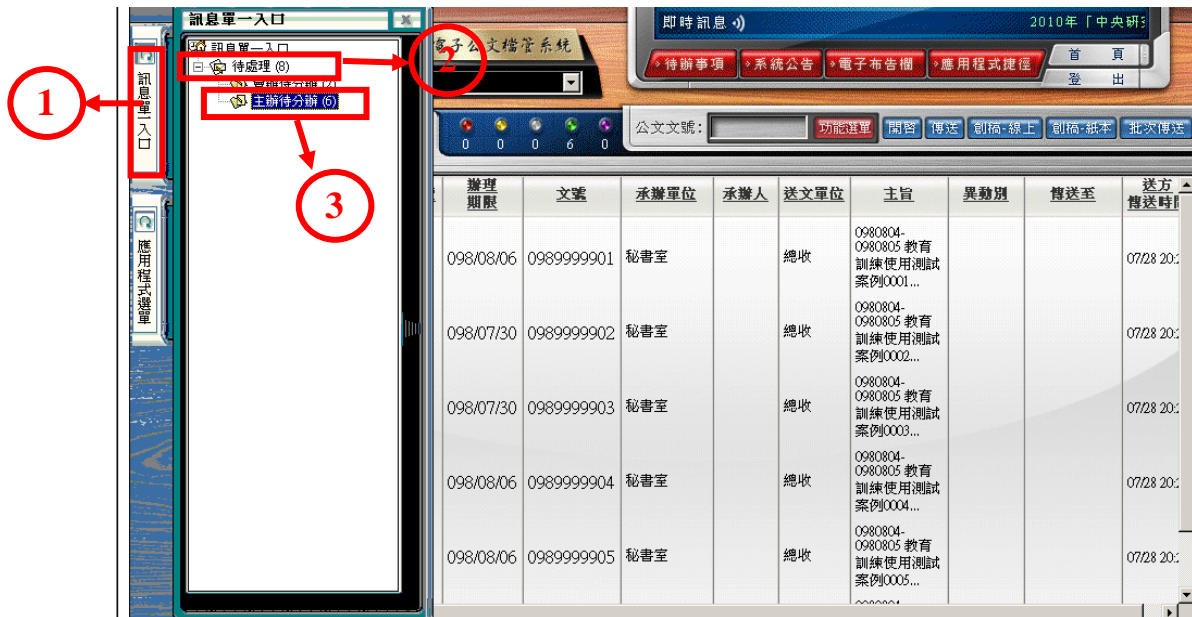 訊息單一入口
訊息單一入口
待處理 (8)
主辦待分辦 (6)
訊息單一入口
應用程式選單
1
2
3
電子公文檔管系統
即時訊息
2010年「中央研
待辦事項
系統公告
電子布告欄
應用程式捷徑
首 頁
登 出
0 0 0 6 0
公文文號：
功能選單
開啓
傳送
創稿-線上
創稿-紙本
批次傳送
辦理期限 文號 承辦單位 承辦人 送文單位 主旨 異動別 傳送至 送方
傳送時
098/08/06 0989999901 秘書室 總收 0980804-
0980805 教育
訓練使用測試
案例0001...
07/28 20:
098/07/30 0989999902 秘書室 總收 0980804-
0980805 教育
訓練使用測試
案例0002...
07/28 20:
098/07/30 0989999903 秘書室 總收 0980804-
0980805 教育
訓練使用測試
案例0003...
07/28 20:
098/08/06 0989999904 秘書室 總收 0980804-
0980805 教育
訓練使用測試
案例0004...
07/28 20:
098/08/06 0989999905 秘書室 總收 0980804-
0980805 教育
訓練使用測試
案例0005...
07/28 20: